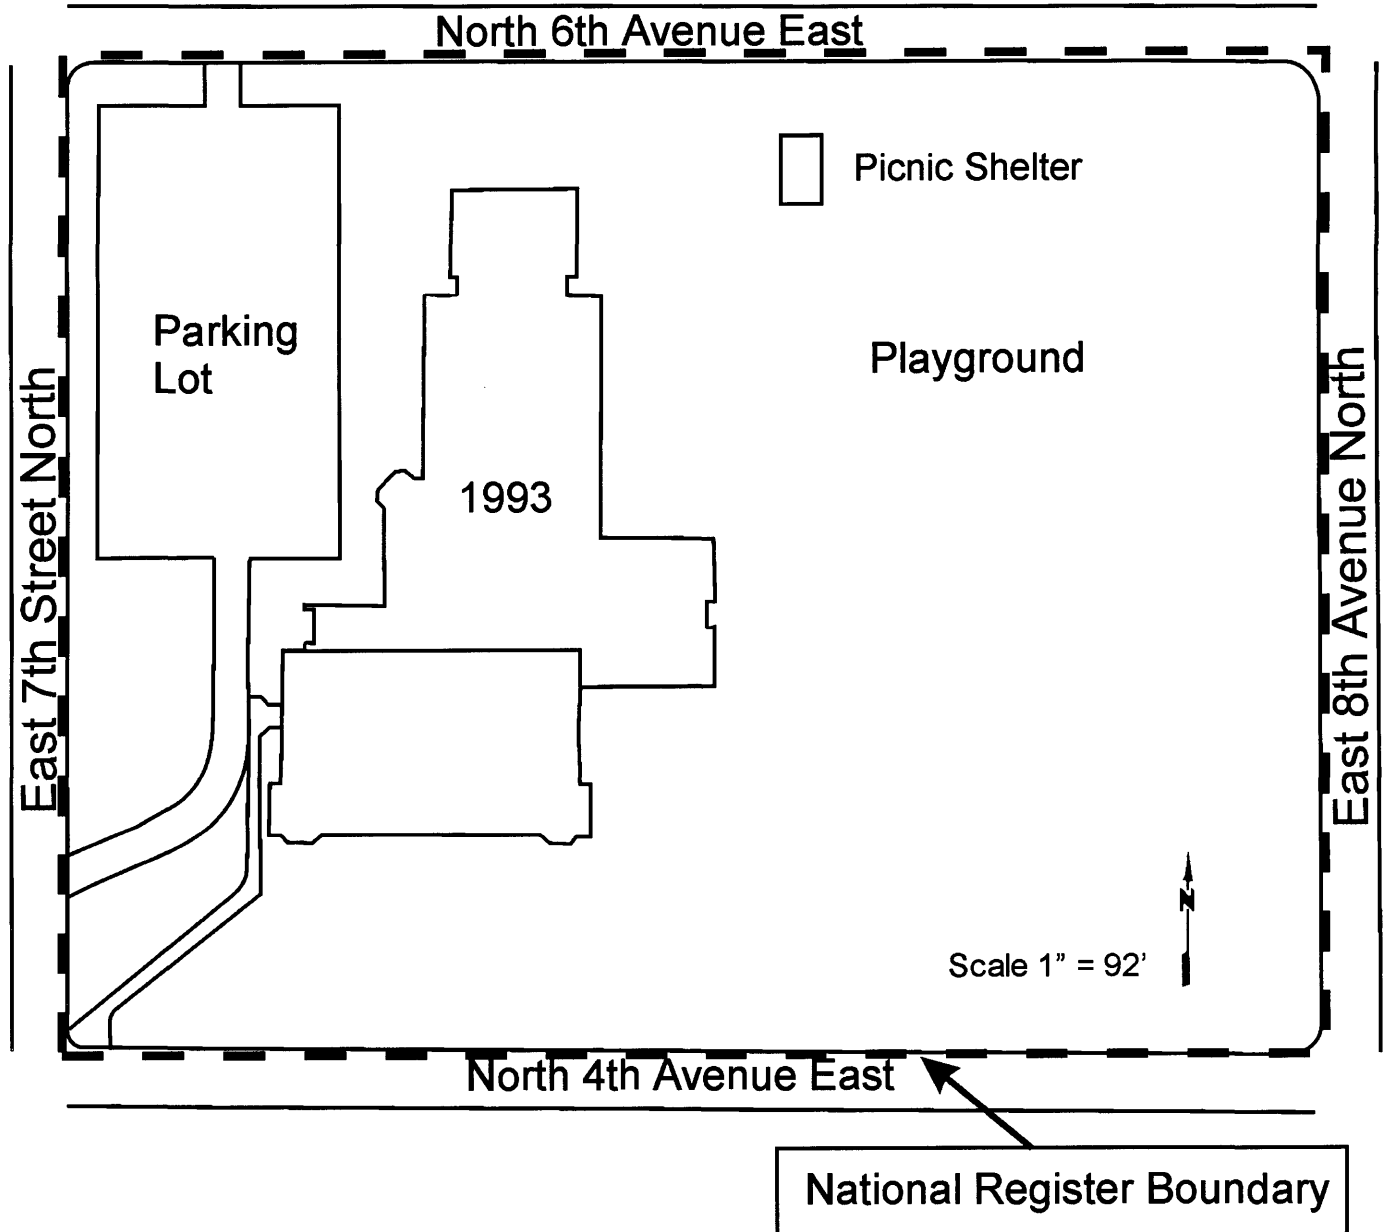 North 6th Avenue East
Picnic Shelter
Parking
Lot
Playground
East 7th Street North
East 8th Avenue North
1993
N
Scale 1” = 92'
North 4th Avenue East
National Register Boundary